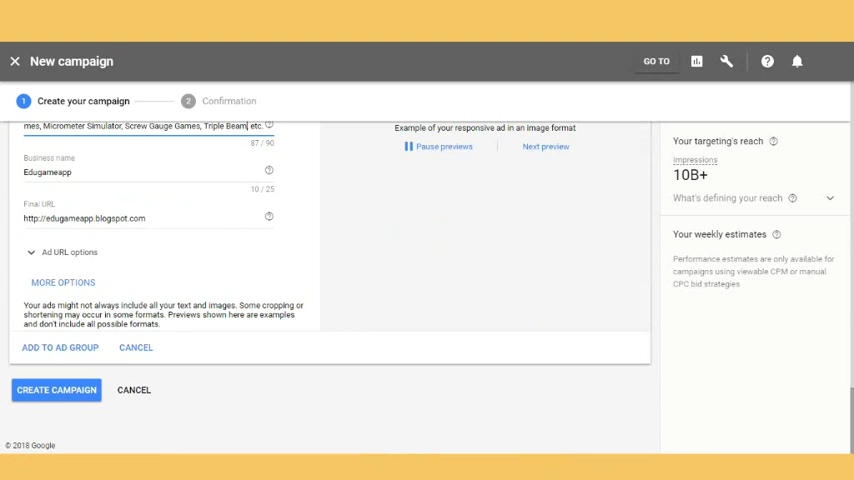 New campaign
GO TO
1 Create your campaign
2 Confirmation
mes, Micrometer Simulator, Screw Gauge Games, Triple Beam, etc.
87 / 90
Business name
Edugameapp
10 / 25
Final URL
http://edugameapp.blogspot.com
Ad URL options
MORE OPTIONS
Your ads might not always include all your text and images. Some cropping or
shortening may occur in some formats. Previews shown here are examples
and don't include all possible formats.
ADD TO AD GROUP
CANCEL
Example of your responsive ad in an image format
Pause previews
Next preview
Your targeting's reach
Impressions
10B+
What's defining your reach
Your weekly estimates
Performance estimates are only available for
campaigns using viewable CPM or manual
CPC bid strategies
CREATE CAMPAIGN
CANCEL
© 2018 Google